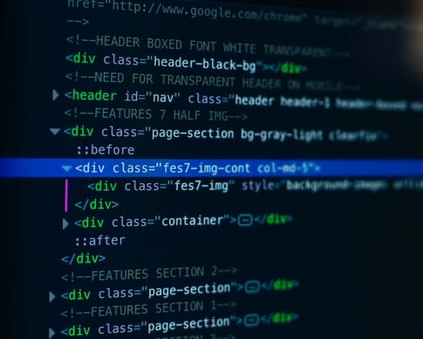 href="http://www.google.com/chrome" target="_blank"
-->
<!--HEADER BOXED FONT WHITE TRANSPARENT-->
<div class="header-black-bg"></div>
<!--NEED FOR TRANSPARENT HEADER ON MOBILE-->
<header id="nav" class="header header-1 header-boxed
<!--FEATURES 7 HALF IMG-->
<div class="page-section bg-gray-light clearfix">
::before
<div class="fes7-img-cont col-md-5">
<div class="fes7-img" style="background-image:
</div>
<div class="container"></div>
::after
</div>
<!--FEATURES SECTION 2-->
<div class="page-section"></div>
<!--FEATURES SECTION 1-->
<div class="page-section"></div>